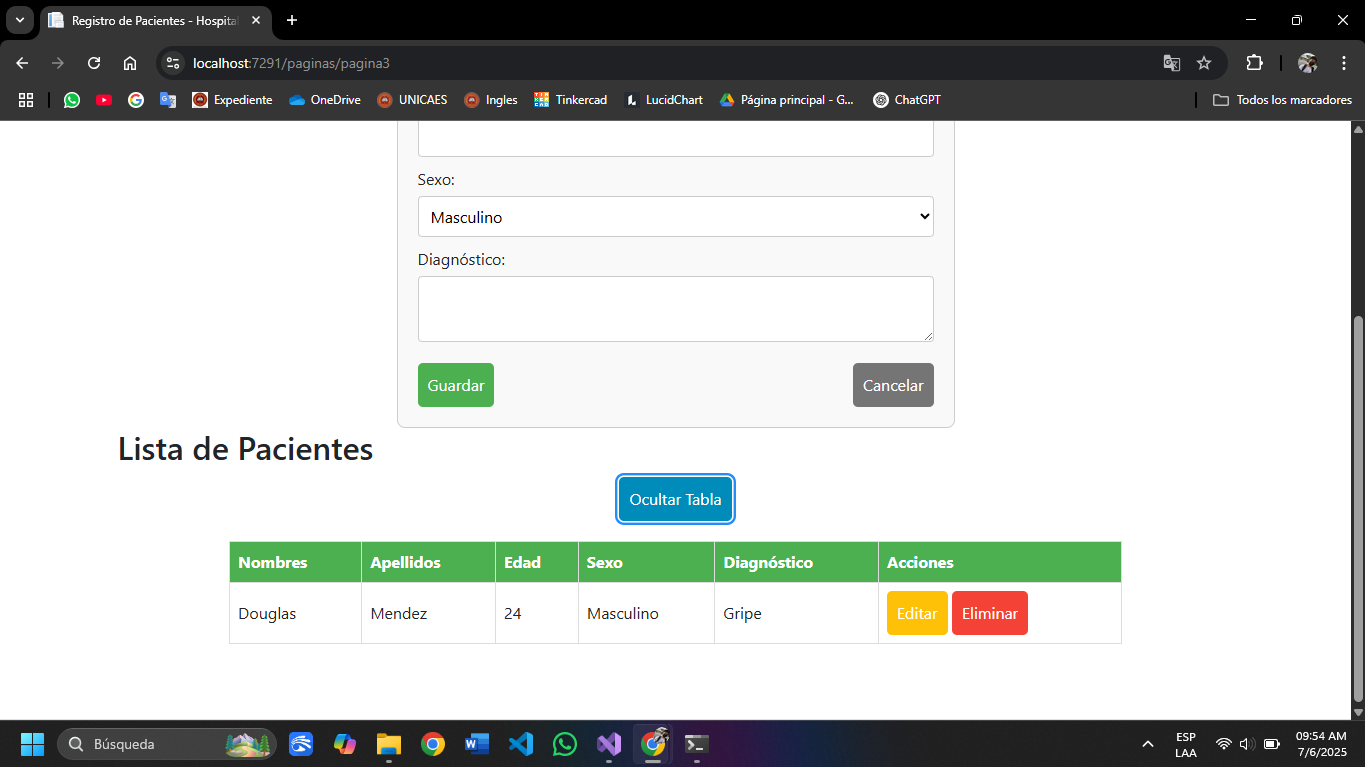 Registro de Pacientes - Hospita
localhost:7291/paginas/pagina3
Expediente OneDrive UNICAES Ingles Tinkercad LucidChart Página principal - G... ChatGPT Todos los marcadores
Sexo:
Masculino
Diagnóstico:
Guardar Cancelar
Lista de Pacientes
Ocultar Tabla
Nombres Apellidos Edad Sexo Diagnóstico Acciones
Douglas Mendez 24 Masculino Gripe Editar Eliminar
Búsqueda
ESP
LAA
09:54 AM
7/6/2025